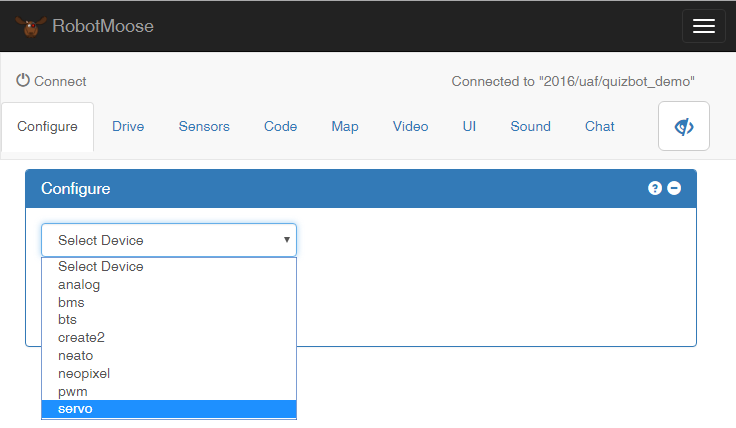 RobotMoose
Connect
Connected to "2016/uaf/quizbot_demo"
Configure Drive Sensors Code Map Video UI Sound Chat
Configure
Select Device
Select Device
analog
bms
bts
create2
neato
neopixel
pwm
servo